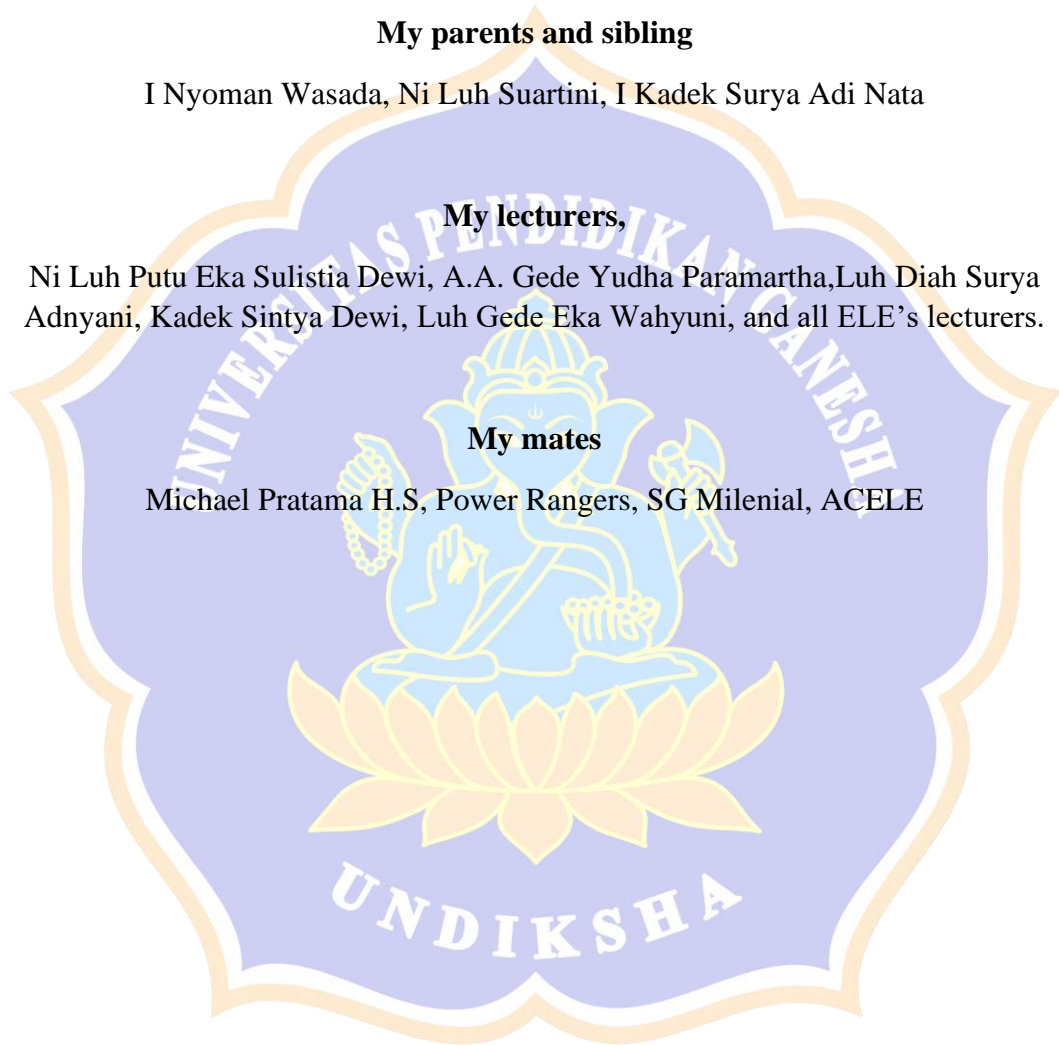 My parents and sibling
I Nyoman Wasada, Ni Luh Suartini, I Kadek Surya Adi Nata
My lecturers,
Ni Luh Putu Eka Sulistia Dewi, A.A. Gede Yudha Paramartha,Luh Diah Surya
Adnyani, Kadek Sintya Dewi, Luh Gede Eka Wahyuni, and all ELE’s lecturers.
My mates
Michael Pratama H.S, Power Rangers, SG Milenial, ACELE
UNIVERSITAS PENDIDIKAN GANESHA
UNDIKSHA